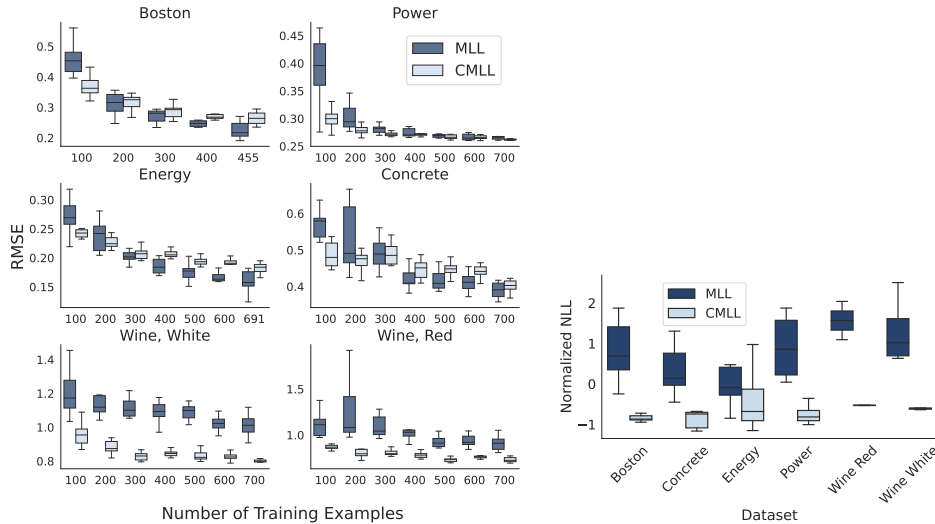 Boston
0.5
0.4
0.3
0.2
100 200 300 400 455
Power
0.45
0.40
0.35
0.30
0.25
MLL
CMLL
100 200 300 400 500 600 700
Energy
0.30
0.25
0.20
0.15
100 200 300 400 500 600 691
Concrete
0.6
0.5
0.4
100 200 300 400 500 600 700
RMSE
Wine, White
1.4
1.2
1.0
0.8
100 200 300 400 500 600 700
Wine, Red
1.5
1.0
100 200 300 400 500 600 700
Number of Training Examples
Normalized NLL
2
1
0
−1
MLL
CMLL
Boston
Concrete
Energy
Power
Wine Red
Wine White
Dataset